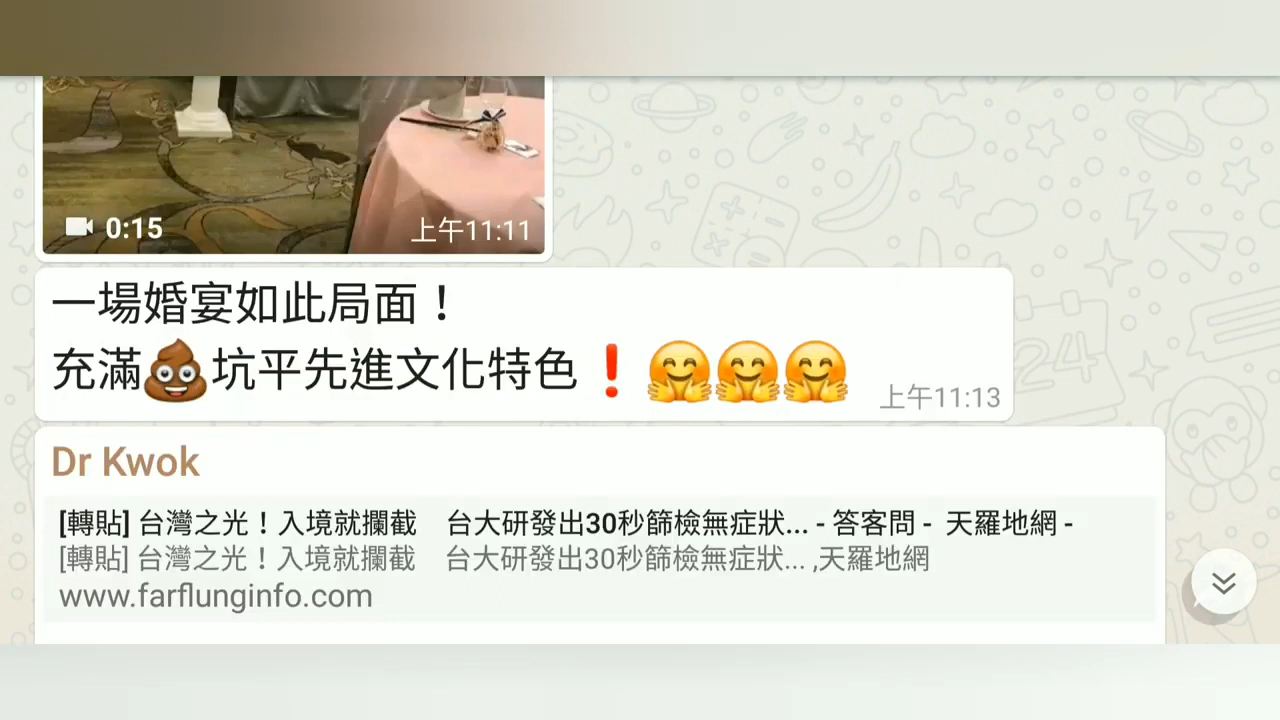 0:15 上午11:11
一場婚宴如此局面！
充滿💩坑平先進文化特色❗🤗🤗🤗
上午11:13
Dr Kwok
[轉貼] 台灣之光！入境就攔截　台大研發出30秒篩檢無症狀... - 答客問 - 天羅地網 -
[轉貼] 台灣之光！入境就攔截　台大研發出30秒篩檢無症狀... ,天羅地網
www.farflunginfo.com